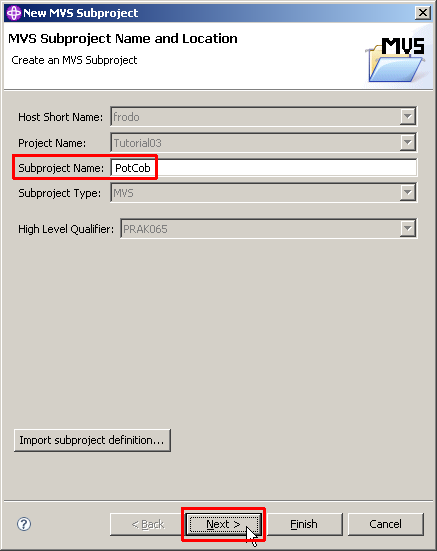 New MVS Subproject
MVS Subproject Name and Location
Create an MVS Subproject
MVS
Host Short Name: frodo
Project Name: Tutorial03
Subproject Name: PotCob
Subproject Type: MVS
High Level Qualifier: PRAK065
Import subproject definition...
? < Back Next > Finish Cancel